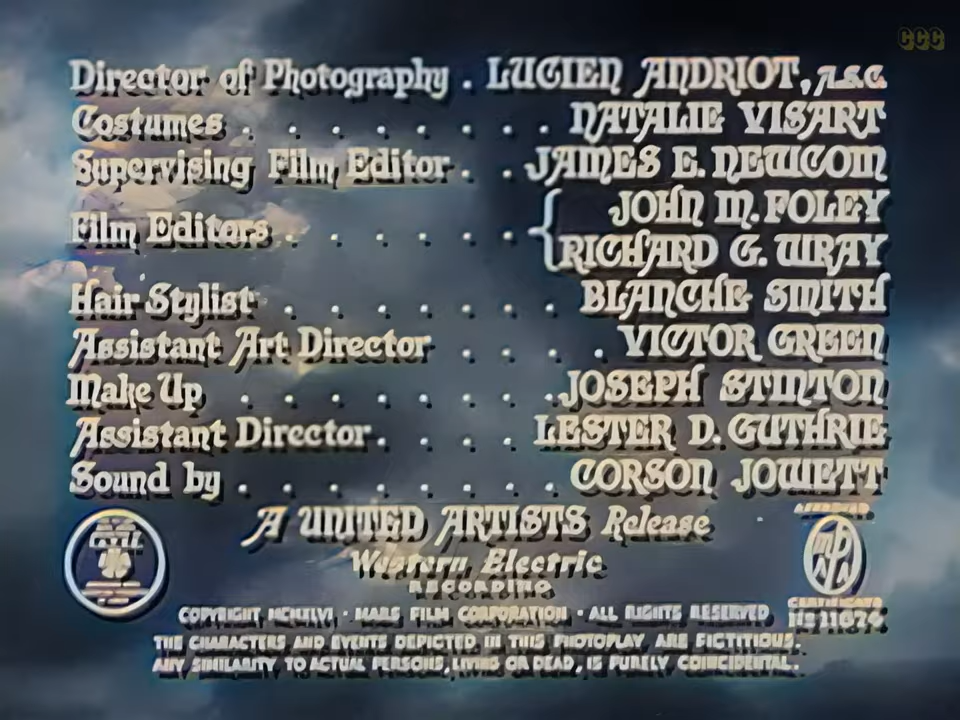 CCC
Director of Photography . LUCIEN ANDRIOT, A.S.C.
Costumes . . . . . . . . NATALIE VISART
Supervising Film Editor . . JAMES E. NEWCOM
Film Editors . . . . . . { JOHN M. FOLEY
RICHARD G. WRAY
Hair Stylist . . . . . . . BLANCHE SMITH
Assistant Art Director . . . . VICTOR GREEN
Make Up . . . . . . . . JOSEPH STINTON
Assistant Director . . . . LESTER D. GUTHRIE
Sound by . . . . . . . . CORSON JOWETT
A UNITED ARTISTS Release
Western Electric
RECORDING
COPYRIGHT MCMXLVI · MARS FILM CORPORATION · ALL RIGHTS RESERVED
THE CHARACTERS AND EVENTS DEPICTED IN THIS PHOTOPLAY ARE FICTITIOUS.
ANY SIMILARITY TO ACTUAL PERSONS, LIVING OR DEAD, IS PURELY COINCIDENTAL.
CERTIFICATE